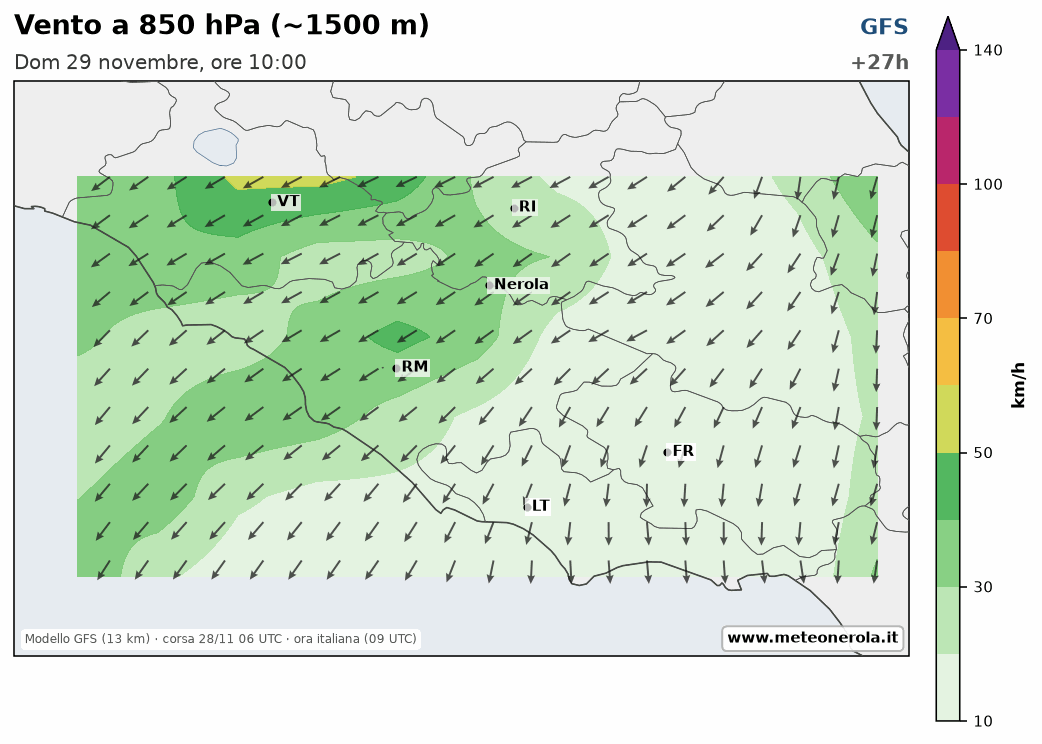 Vento a 850 hPa (~1500 m)
GFS
Dom 29 novembre, ore 10:00
+27h
VT
RI
Nerola
RM
FR
LT
Modello GFS (13 km) · corsa 28/11 06 UTC · ora italiana (09 UTC)
www.meteonerola.it
140
100
70
50
30
10
km/h